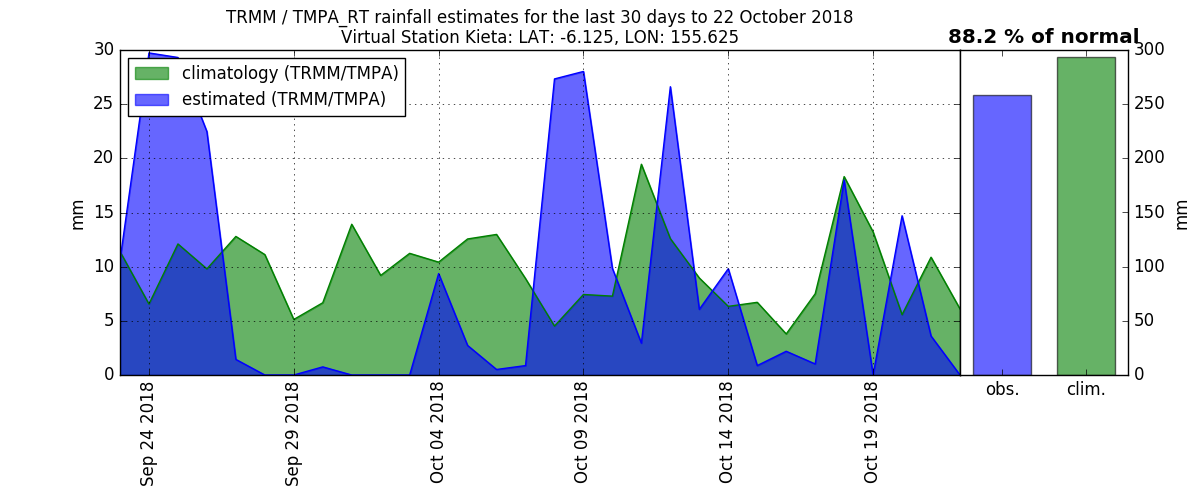 TRMM / TMPA_RT rainfall estimates for the last 30 days to 22 October 2018
Virtual Station Kieta: LAT: -6.125, LON: 155.625
88.2 % of normal
climatology (TRMM/TMPA)
estimated (TRMM/TMPA)
30
25
20
15
10
5
0
mm
Sep 24 2018
Sep 29 2018
Oct 04 2018
Oct 09 2018
Oct 14 2018
Oct 19 2018
300
250
200
150
100
50
0
mm
obs.
clim.